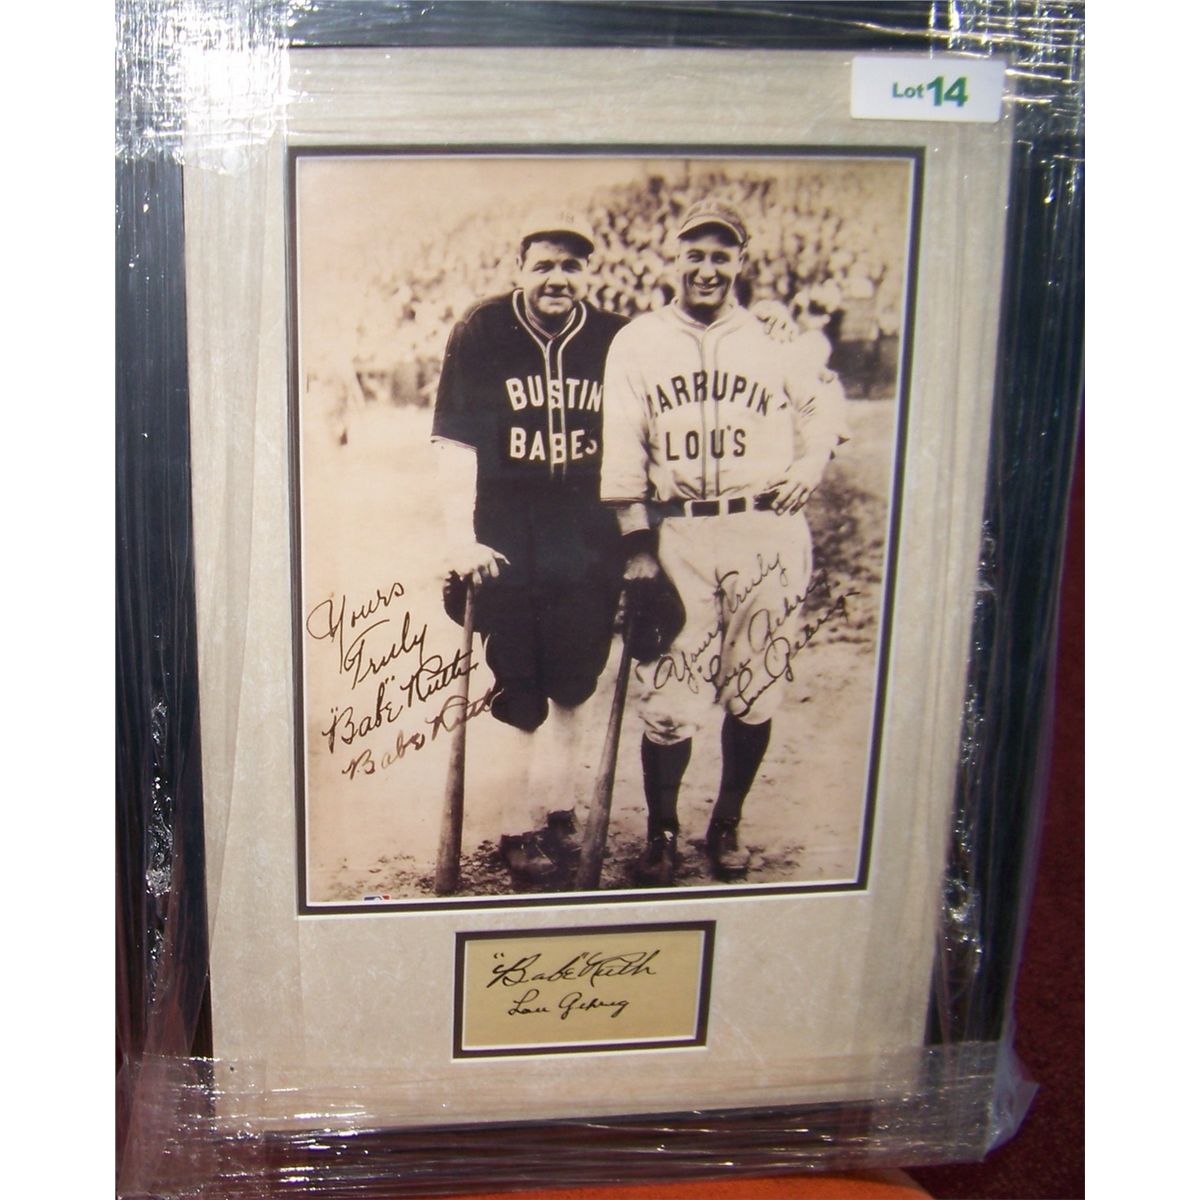 Lot 14
BUSTIN
BABES
LARRUPIN
LOU'S
Yours
Truly
"Babe" Ruth
Babe Ruth
Yours truly
Lou Gehrig
Lou Gehrig
"Babe" Ruth
Lou Gehrig